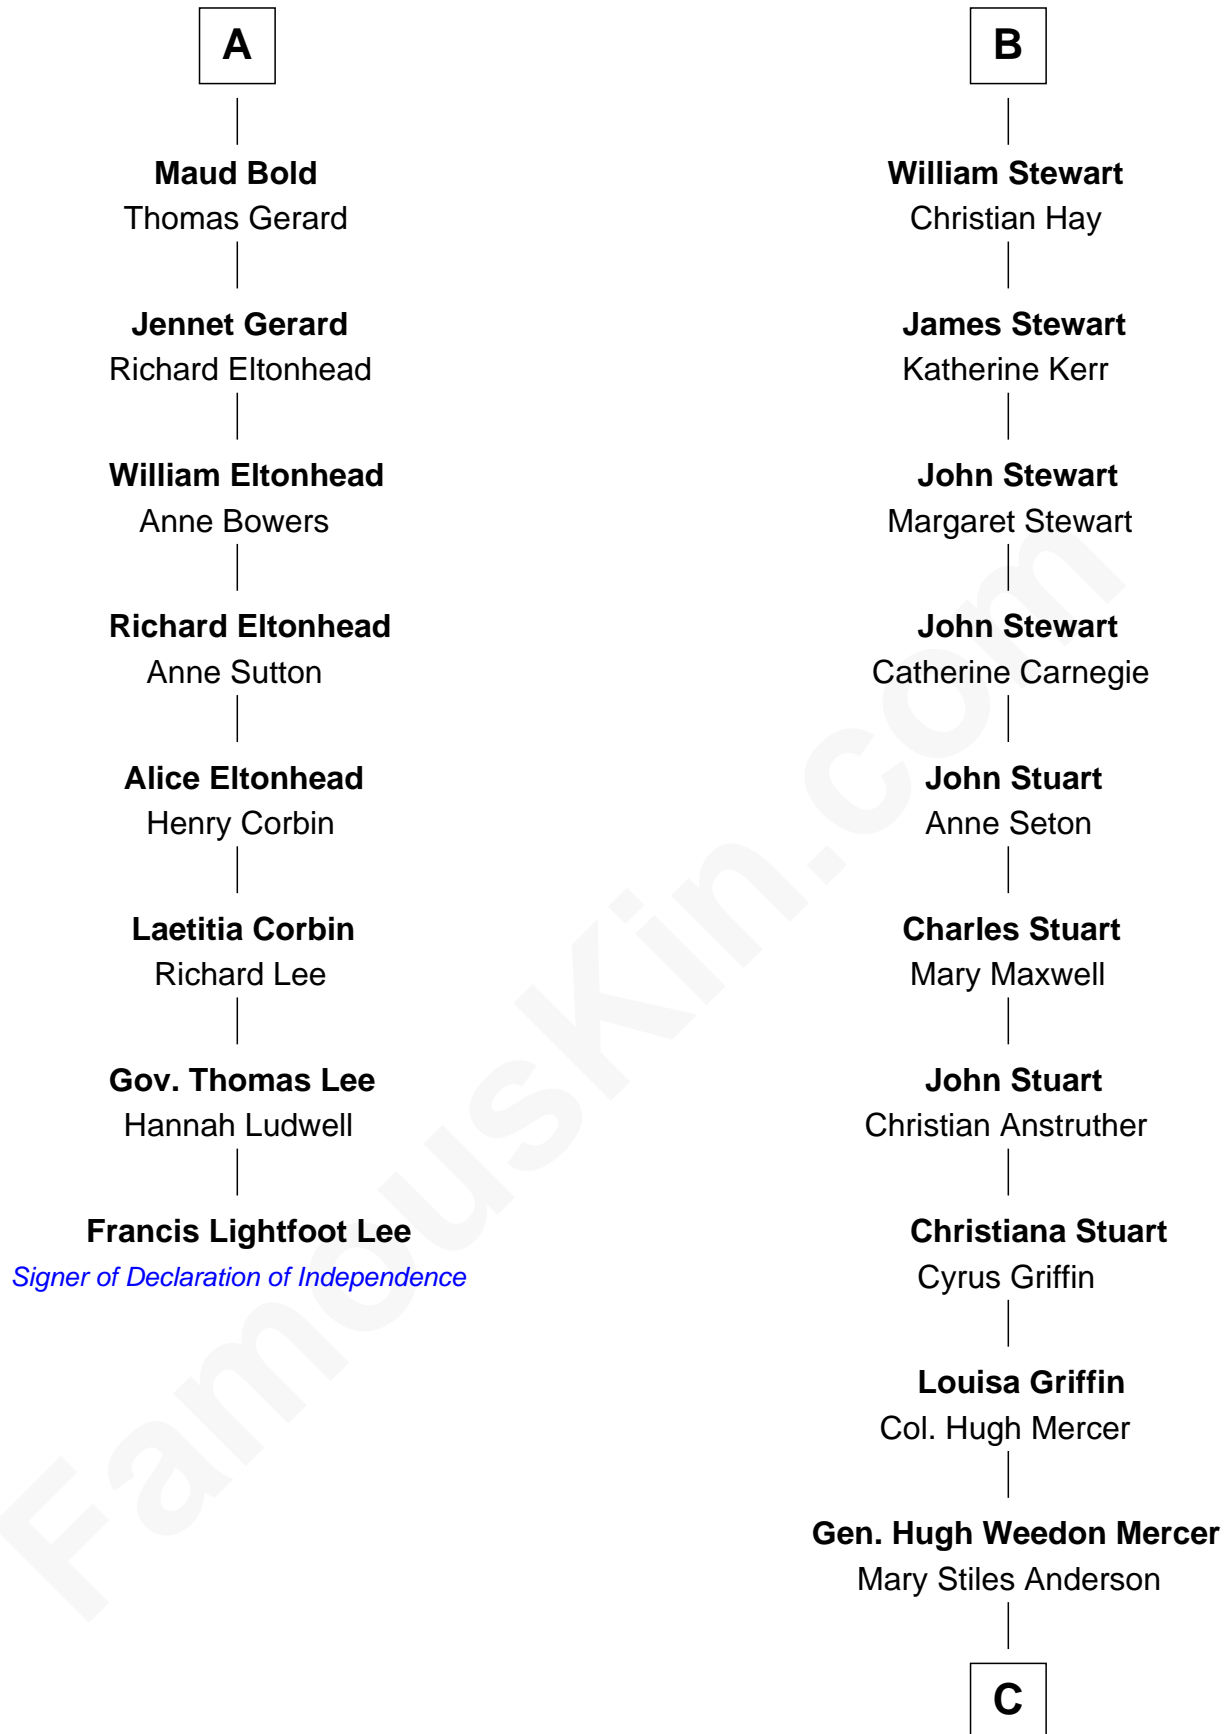 A
Maud Bold
Thomas Gerard
Jennet Gerard
Richard Eltonhead
William Eltonhead
Anne Bowers
Richard Eltonhead
Anne Sutton
Alice Eltonhead
Henry Corbin
Laetitia Corbin
Richard Lee
Gov. Thomas Lee
Hannah Ludwell
Francis Lightfoot Lee
Signer of Declaration of Independence
B
William Stewart
Christian Hay
James Stewart
Katherine Kerr
John Stewart
Margaret Stewart
John Stewart
Catherine Carnegie
John Stuart
Anne Seton
Charles Stuart
Mary Maxwell
John Stuart
Christian Anstruther
Christiana Stuart
Cyrus Griffin
Louisa Griffin
Col. Hugh Mercer
Gen. Hugh Weedon Mercer
Mary Stiles Anderson
C
FamousKin.com